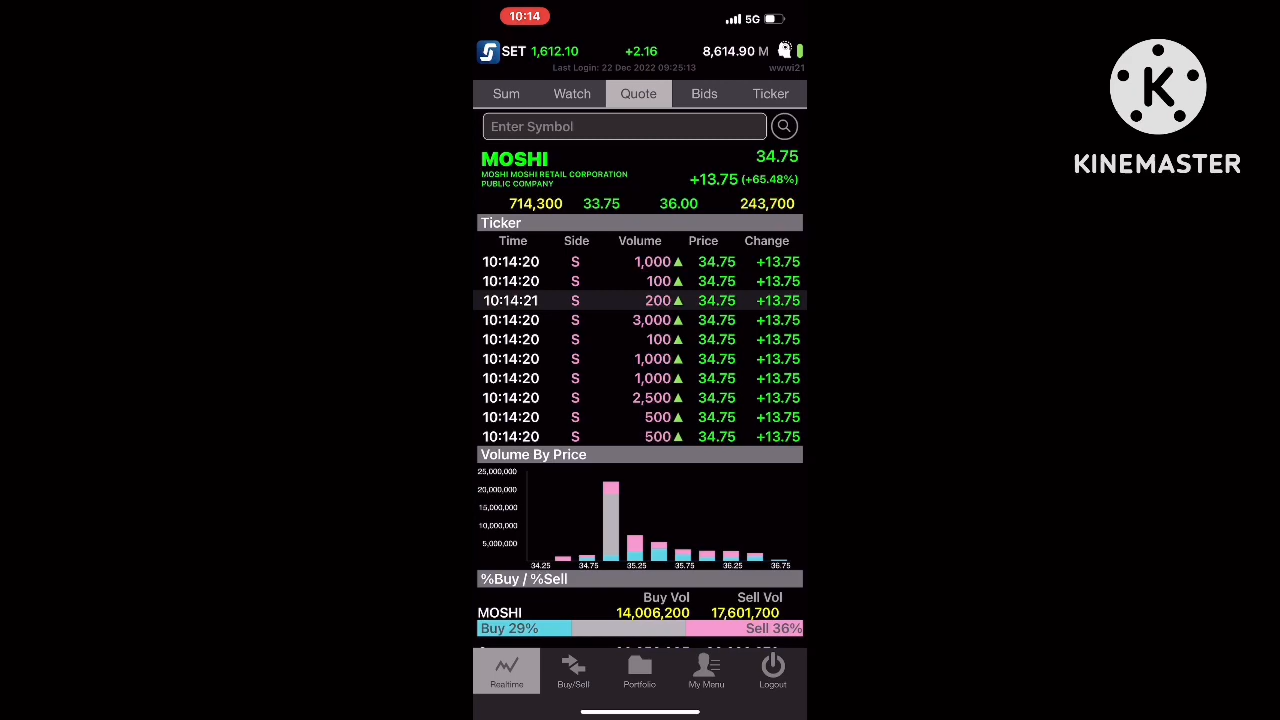 10:14
5G
SET 1,612.10 +2.16 8,614.90 M
Last Login: 22 Dec 2022 09:25:13 wwwi21
Sum Watch Quote Bids Ticker
Enter Symbol
MOSHI 34.75
MOSHI MOSHI RETAIL CORPORATION
PUBLIC COMPANY
+13.75 (+65.48%)
714,300 33.75 36.00 243,700
Ticker
Time Side Volume Price Change
10:14:20 S 1,000 ▲ 34.75 +13.75
10:14:20 S 100 ▲ 34.75 +13.75
10:14:21 S 200 ▲ 34.75 +13.75
10:14:20 S 3,000 ▲ 34.75 +13.75
10:14:20 S 100 ▲ 34.75 +13.75
10:14:20 S 1,000 ▲ 34.75 +13.75
10:14:20 S 1,000 ▲ 34.75 +13.75
10:14:20 S 2,500 ▲ 34.75 +13.75
10:14:20 S 500 ▲ 34.75 +13.75
10:14:20 S 500 ▲ 34.75 +13.75
Volume By Price
25,000,000
20,000,000
15,000,000
10,000,000
5,000,000
34.25 34.75 35.25 35.75 36.25 36.75
%Buy / %Sell
Buy Vol Sell Vol
MOSHI 14,006,200 17,601,700
Buy 29% Sell 36%
Realtime Buy/Sell Portfolio My Menu Logout
K
KINEMASTER